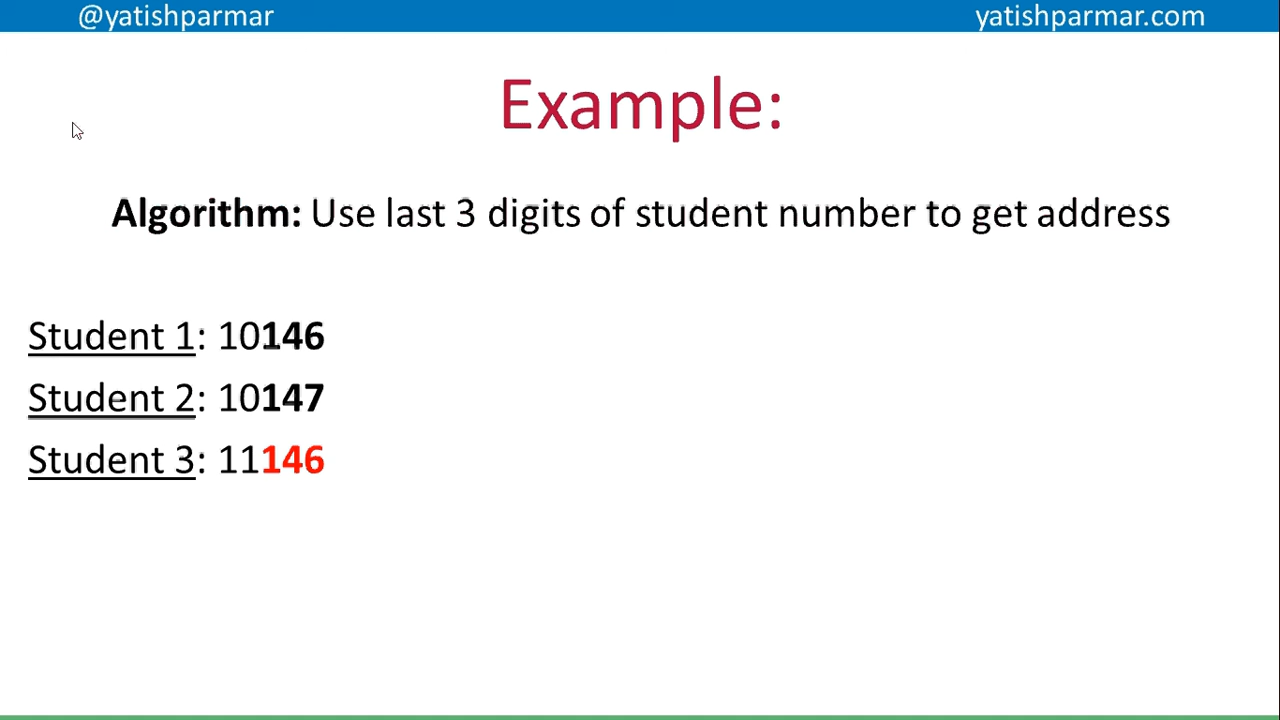 @yatishparmar
yatishparmar.com
Example:
Algorithm: Use last 3 digits of student number to get address
Student 1: 10146
Student 2: 10147
Student 3: 11146